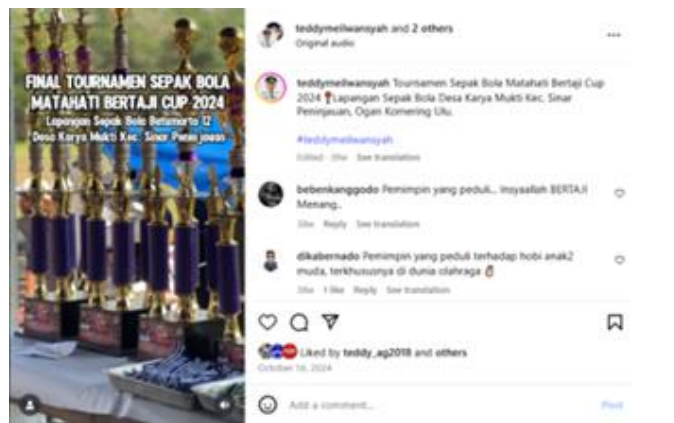 teddymeilwansyah and 2 others
Original audio
FINAL TOURNAMEN SEPAK BOLA
MATAHATI BERTAJI CUP 2024
Lapangan Sepak Bola Betumarto 12
Desa Karya Mukti Kec. Sinar Peninjauan
teddymeilwansyah Tournamen Sepak Bola Matahati Bertaji Cup
2024 📍Lapangan Sepak Bola Desa Karya Mukti Kec. Sinar
Peninjauan, Ogan Komering Ulu.
#teddymeilwansyah
Edited · See translation
bebenkanggodo Pemimpin yang peduli... insyaallah BERTAJI
Menang..
Reply See translation
dikabernado Pemimpin yang peduli terhadap hobi anak2
muda, terkhususnya di dunia olahraga
1 like Reply See translation
Liked by teddy_ag2018 and others
October 16, 2024
Add a comment...
Post